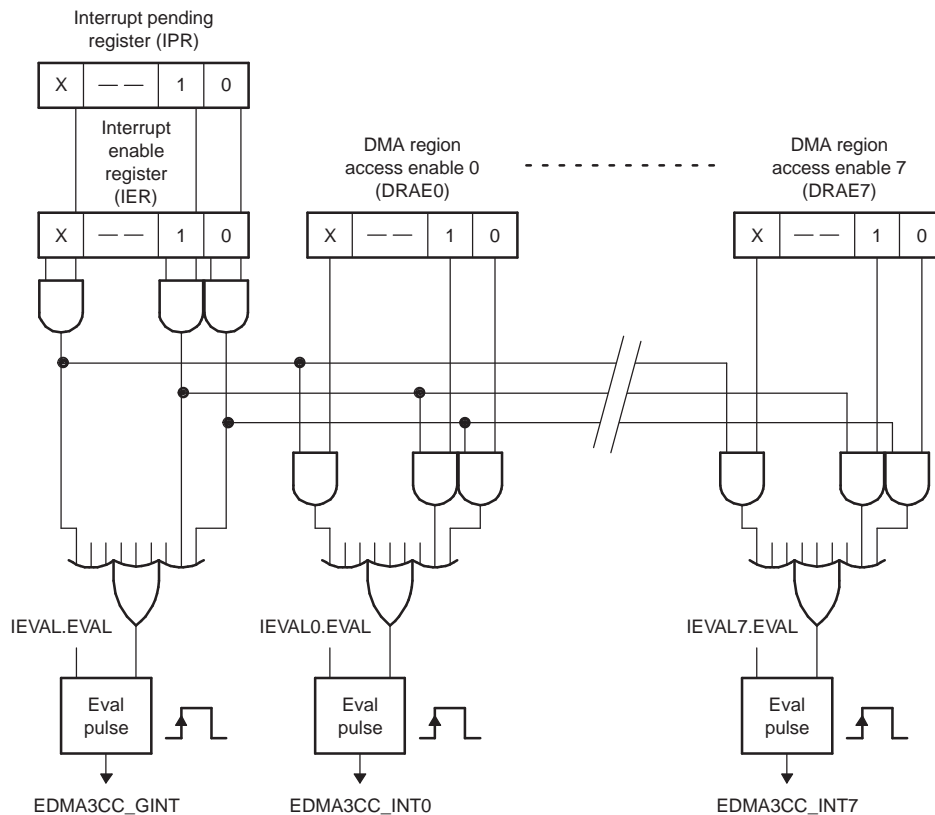 Interrupt pending
register (IPR)
X — — 1 0
Interrupt
enable
register
(IER)
X — — 1 0
DMA region
access enable 0
(DRAE0)
X — — 1 0
DMA region
access enable 7
(DRAE7)
X — — 1 0
IEVAL.EVAL
Eval
pulse
EDMA3CC_GINT
IEVAL0.EVAL
Eval
pulse
EDMA3CC_INT0
IEVAL7.EVAL
Eval
pulse
EDMA3CC_INT7